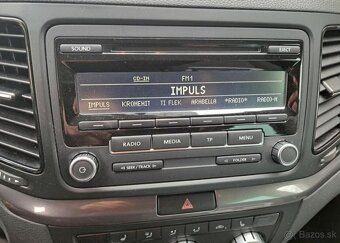 SOUND
EJECT
CD-IN FM1
IMPULS
IMPULS KRONEHIT TI FLEK ARABELLA *RADIO* RADIO-M
RADIO MEDIA TP MENU
SEEK / TRACK
FOLDER
Bazos.sk